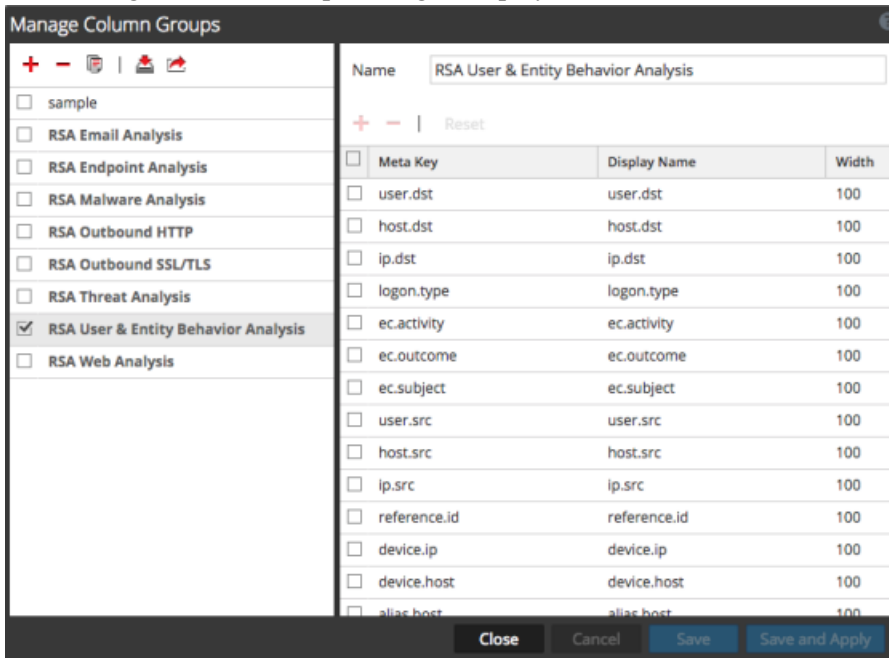 Manage Column Groups
sample
RSA Email Analysis
RSA Endpoint Analysis
RSA Malware Analysis
RSA Outbound HTTP
RSA Outbound SSL/TLS
RSA Threat Analysis
RSA User & Entity Behavior Analysis
RSA Web Analysis
Name RSA User & Entity Behavior Analysis
Reset
Meta Key Display Name Width
user.dst user.dst 100
host.dst host.dst 100
ip.dst ip.dst 100
logon.type logon.type 100
ec.activity ec.activity 100
ec.outcome ec.outcome 100
ec.subject ec.subject 100
user.src user.src 100
host.src host.src 100
ip.src ip.src 100
reference.id reference.id 100
device.ip device.ip 100
device.host device.host 100
alias.host alias.host 100
Close Cancel Save Save and Apply